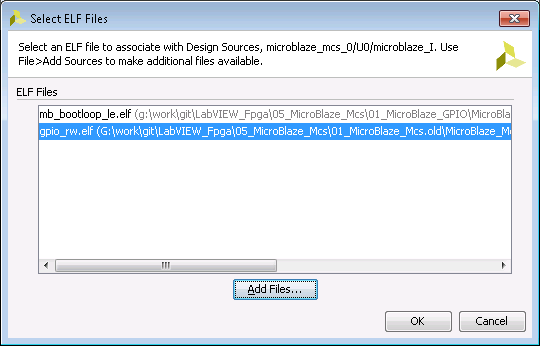 Select ELF Files
Select an ELF file to associate with Design Sources, microblaze_mcs_0/U0/microblaze_I. Use
File>Add Sources to make additional files available.
ELF Files
mb_bootloop_le.elf (g:\work\git\LabVIEW_Fpga\05_MicroBlaze_Mcs\01_MicroBlaze_GPIO\MicroBla
gpio_rw.elf (G:\work\git\LabVIEW_Fpga\05_MicroBlaze_Mcs\01_MicroBlaze_Mcs.old\MicroBlaze_Mc
Add Files...
OK
Cancel